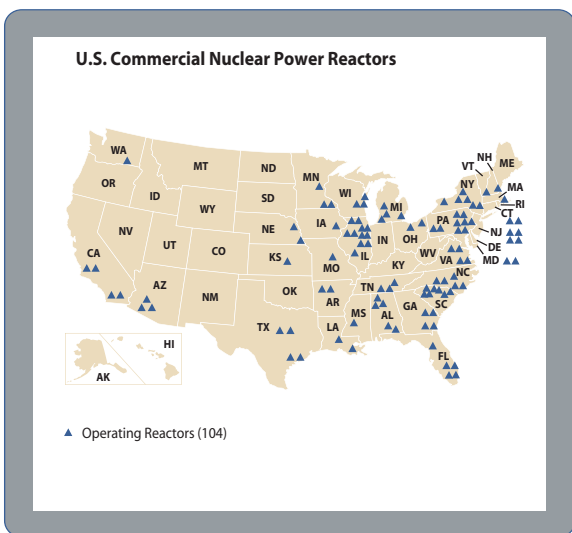 U.S. Commercial Nuclear Power Reactors
WA
MT
ND
MN
VT
NH
ME
OR
ID
SD
WI
NY
MA
RI
CT
WY
MI
NV
NE
IA
PA
NJ
UT
CO
IL
IN
OH
DE
CA
KS
MO
WV
VA
MD
KY
NC
AZ
NM
OK
AR
TN
SC
MS
AL
GA
TX
LA
FL
HI
AK
Operating Reactors (104)